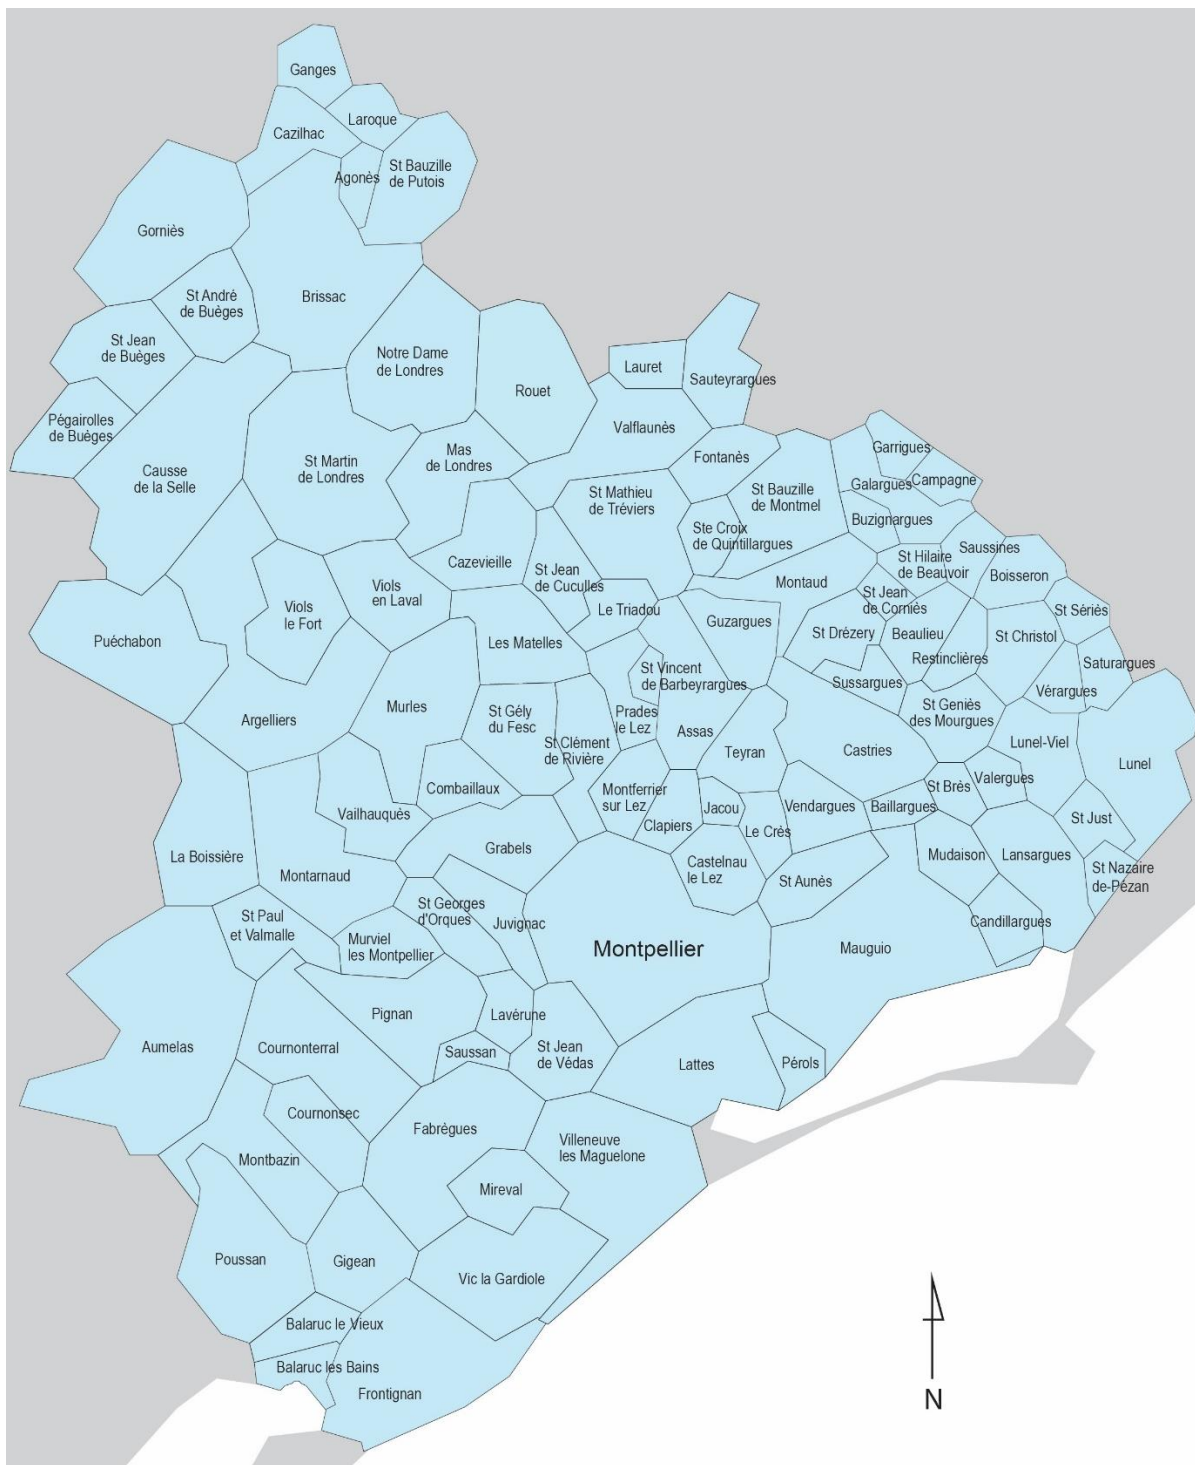 Ganges
Laroque
Cazilhac
St Bauzille
de Putois
Agonès
Gorniès
St André
de Buèges
Brissac
St Jean
de Buèges
Notre Dame
de Londres
Rouet
Lauret
Sauteyrargues
Pégairolles
de Buèges
Valflaunès
Causse
de la Selle
St Martin
de Londres
Mas
de Londres
Fontanès
Garrigues
Galargues
Campagne
St Mathieu
de Tréviers
St Bauzille
de Montmel
Ste Croix
de Quintillargues
Buzignargues
Cazevieille
St Jean
de Cuculles
Montaud
St Hilaire
de Beauvoir
Saussines
Boisseron
Viols
le Fort
Viols
en Laval
Le Triadou
Guzargues
St Jean
de Corniès
St Sériès
Puéchabon
Les Matelles
St Drézery
Beaulieu
St Christol
Restinclières
Saturargues
St Vincent
de Barbeyrargues
Sussargues
Vérargues
Argelliers
Murles
St Gély
du Fesc
Prades
le Lez
St Geniès
des Mourgues
St Clément
de Rivière
Assas
Teyran
Castries
Lunel-Viel
Lunel
Combaillaux
Montferrier
sur Lez
Jacou
Vendargues
Baillargues
St Brès
Valergues
Vailhauquès
Clapiers
Le Crès
St Just
Grabels
La Boissière
Montarnaud
Castelnau
le Lez
St Aunès
Mudaison
Lansargues
St Nazaire
de-Pézan
St Paul
et Valmalle
St Georges
d'Orques
Juvignac
Candillargues
Murviel
les Montpellier
Montpellier
Mauguio
Pignan
Lavérune
Aumelas
Cournonterral
Saussan
St Jean
de Védas
Lattes
Pérols
Cournonsec
Fabrègues
Villeneuve
les Maguelone
Montbazin
Mireval
Poussan
Gigean
Vic la Gardiole
Balaruc le Vieux
Balaruc les Bains
Frontignan
N